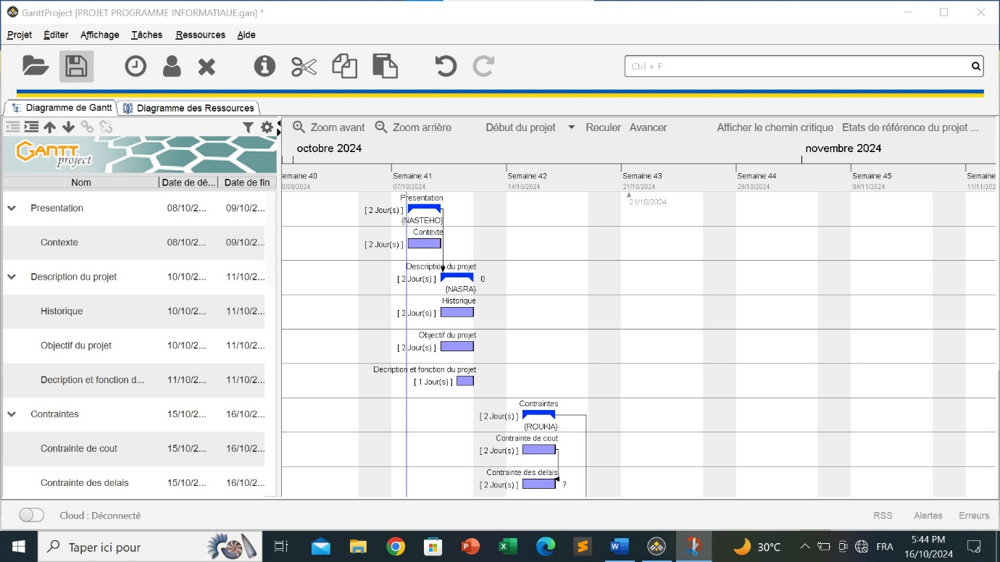 GanttProject [PROJET PROGRAMME INFORMATIAUE.gan] *
Projet Éditer Affichage Tâches Ressources Aide
Ctrl + F
Diagramme de Gantt Diagramme des Ressources
Zoom avant Zoom arrière Début du projet Reculer Avancer Afficher le chemin critique Etats de référence du projet ...
GANTT project
octobre 2024 novembre 2024
Nom Date de dé... Date de fin
emaine 40 Semaine 41 Semaine 42 Semaine 43 Semaine 44 Semaine 45 Semaine
0/09/2024 07/10/2024 14/10/2024 21/10/2024 28/10/2024 04/11/2024 11/11/202
21/10/2024
Presentation 08/10/2... 09/10/2...
Presentation
[ 2 Jour(s) ]
{NASTEHO}
Contexte 08/10/2... 09/10/2...
Contexte
[ 2 Jour(s) ]
Description du projet 10/10/2... 11/10/2...
Description du projet
[ 2 Jour(s) ] 0
{NASRA}
Historique 10/10/2... 11/10/2...
Historique
[ 2 Jour(s) ]
Objectif du projet 10/10/2... 11/10/2...
Objectif du projet
[ 2 Jour(s) ]
Decription et fonction d... 11/10/2... 11/10/2...
Decription et fonction du projet
[ 1 Jour(s) ]
Contraintes 15/10/2... 16/10/2...
Contraintes
[ 2 Jour(s) ]
{ROUKIA}
Contrainte de cout 15/10/2... 16/10/2...
Contrainte de cout
[ 2 Jour(s) ]
Contrainte des delais 15/10/2... 16/10/2...
Contrainte des delais
[ 2 Jour(s) ] 7
Cloud : Déconnecté RSS Alertes Erreurs
Taper ici pour 30°C FRA 5:44 PM
16/10/2024